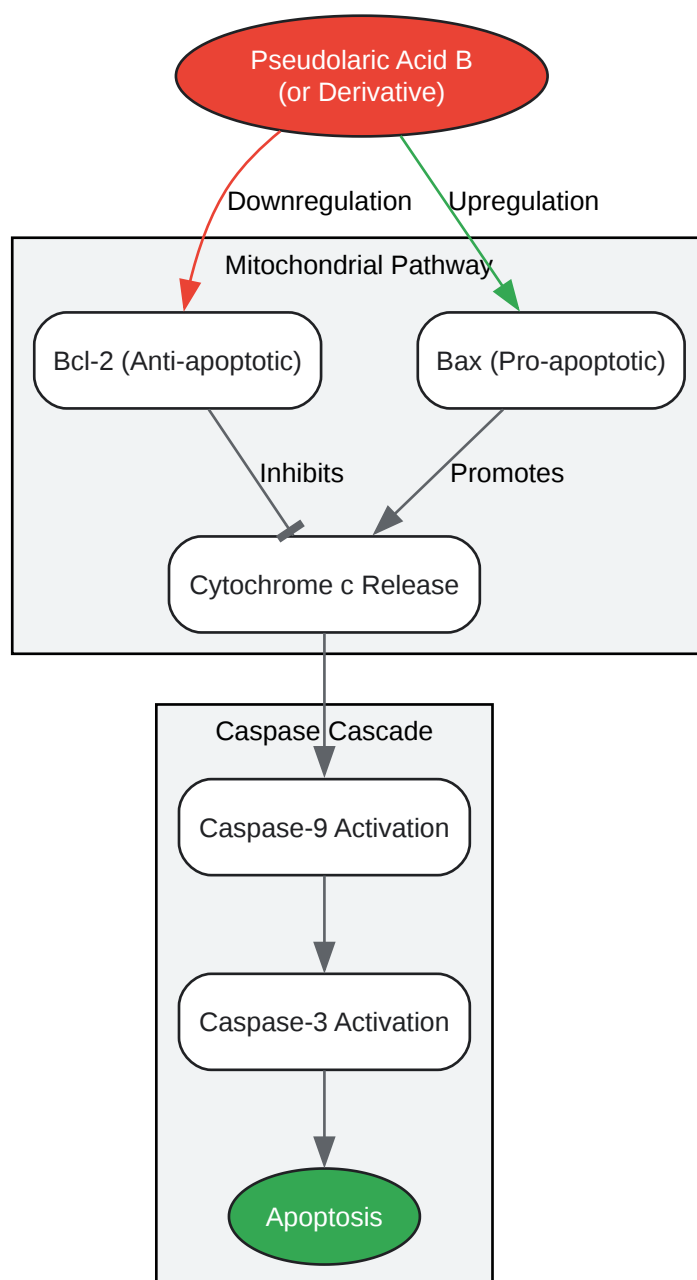 Pseudolaric Acid B
(or Derivative)
Downregulation
Upregulation
Mitochondrial Pathway
Bcl-2 (Anti-apoptotic)
Bax (Pro-apoptotic)
Inhibits
Promotes
Cytochrome c Release
Caspase Cascade
Caspase-9 Activation
Caspase-3 Activation
Apoptosis